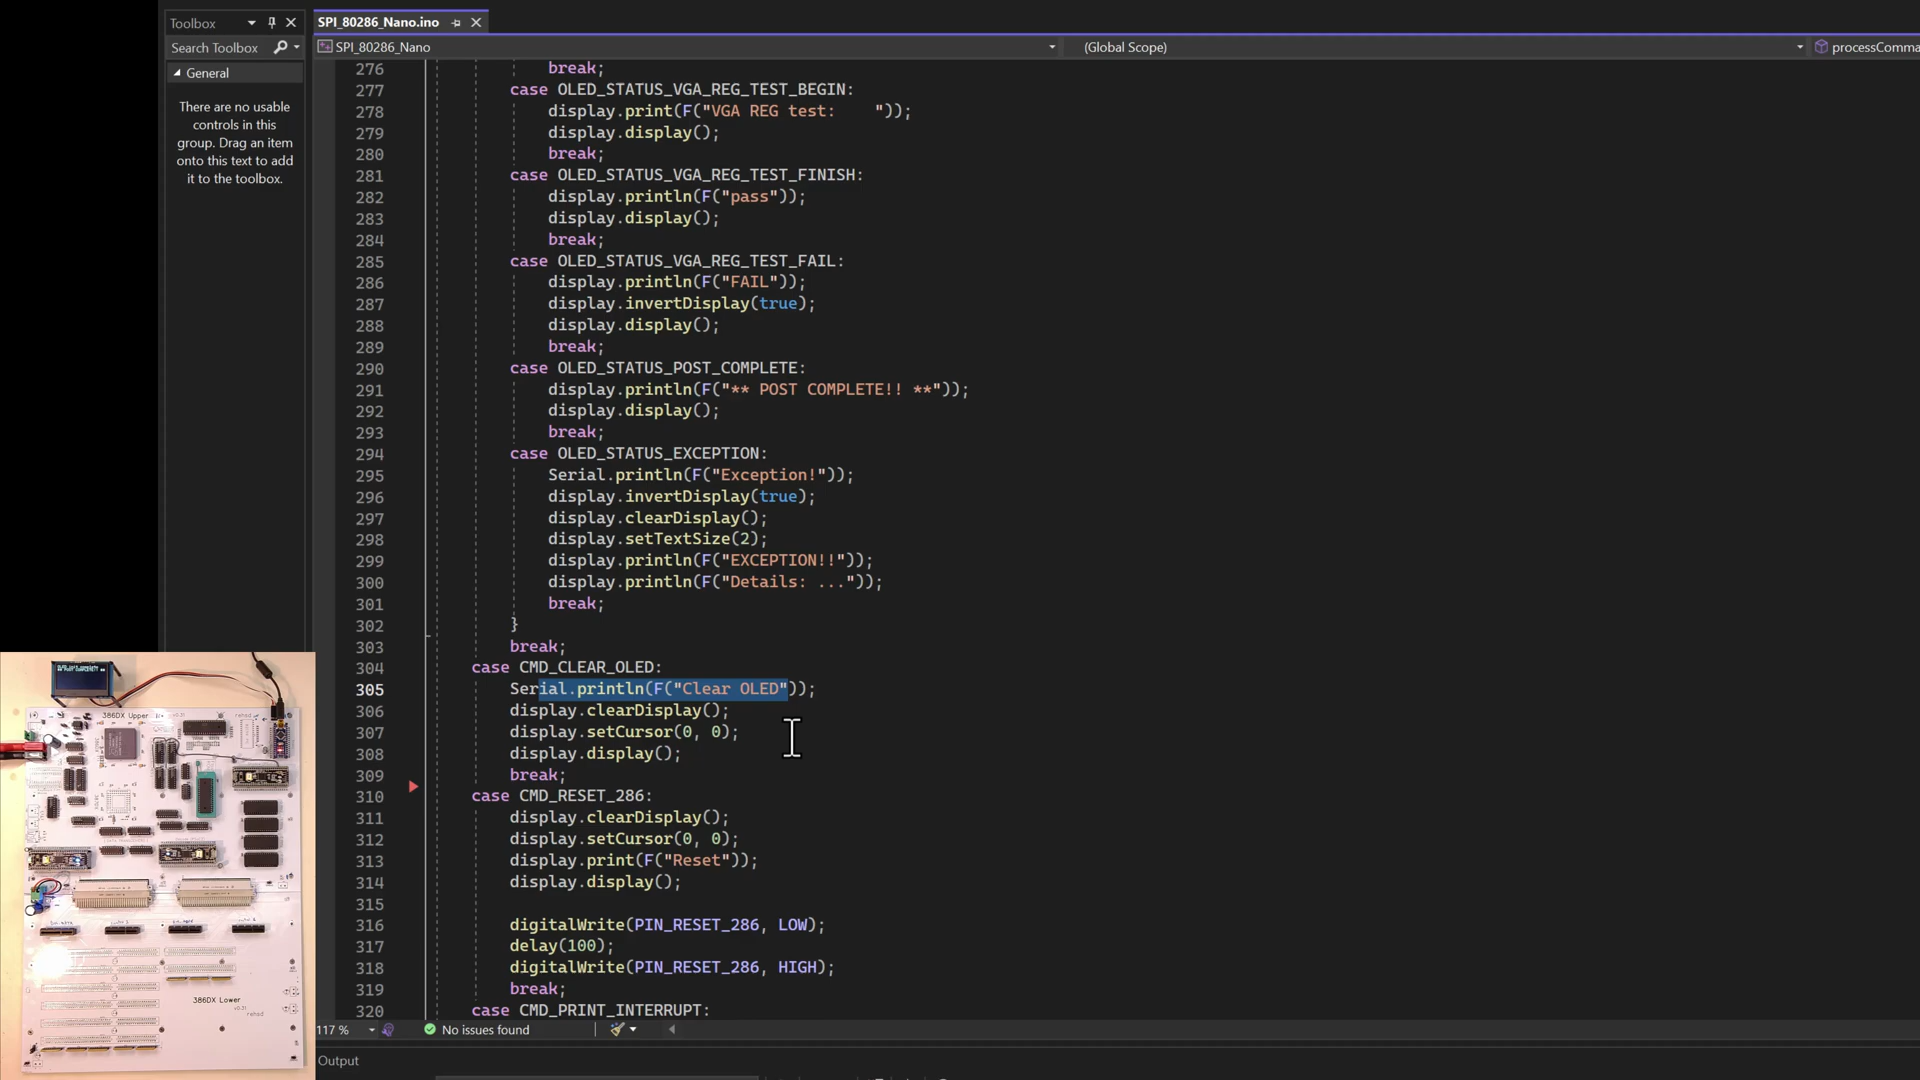 Toolbox
Search Toolbox
General
There are no usable
controls in this
group. Drag an item
onto this text to add
it to the toolbox.
SPI_80286_Nano.ino
SPI_80286_Nano
(Global Scope)
processComma
276 break;
277 case OLED_STATUS_VGA_REG_TEST_BEGIN:
278 display.print(F("VGA REG test:    "));
279 display.display();
280 break;
281 case OLED_STATUS_VGA_REG_TEST_FINISH:
282 display.println(F("pass"));
283 display.display();
284 break;
285 case OLED_STATUS_VGA_REG_TEST_FAIL:
286 display.println(F("FAIL"));
287 display.invertDisplay(true);
288 display.display();
289 break;
290 case OLED_STATUS_POST_COMPLETE:
291 display.println(F("** POST COMPLETE!! **"));
292 display.display();
293 break;
294 case OLED_STATUS_EXCEPTION:
295 Serial.println(F("Exception!"));
296 display.invertDisplay(true);
297 display.clearDisplay();
298 display.setTextSize(2);
299 display.println(F("EXCEPTION!!"));
300 display.println(F("Details: ..."));
301 break;
302 }
303 break;
304 case CMD_CLEAR_OLED:
305 Serial.println(F("Clear OLED"));
306 display.clearDisplay();
307 display.setCursor(0, 0);
308 display.display();
309 break;
310 case CMD_RESET_286:
311 display.clearDisplay();
312 display.setCursor(0, 0);
313 display.print(F("Reset"));
314 display.display();
315
316 digitalWrite(PIN_RESET_286, LOW);
317 delay(100);
318 digitalWrite(PIN_RESET_286, HIGH);
319 break;
320 case CMD_PRINT_INTERRUPT:
117 %
No issues found
Output
** POST COMPLETE!! **
386DX Upper
386DX Lower